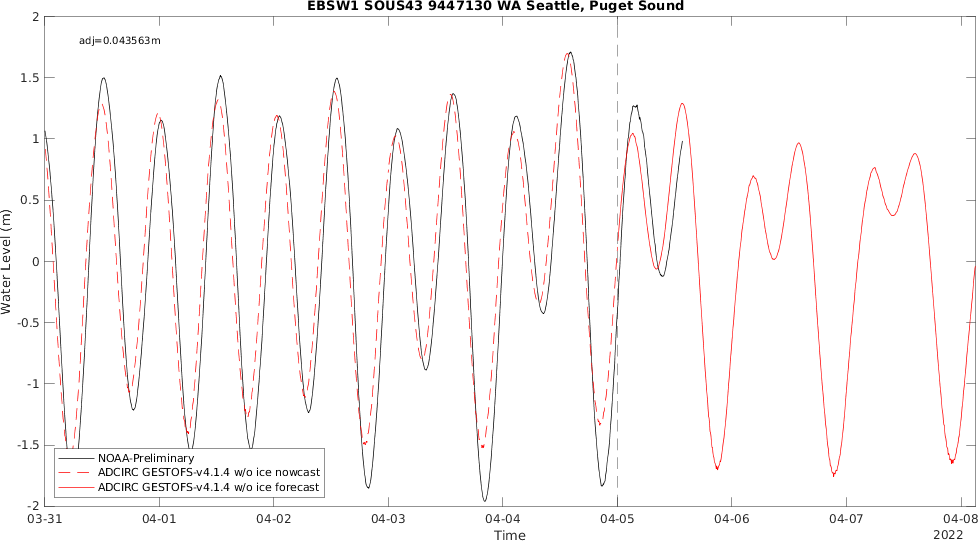 EBSW1 SOUS43 9447130 WA Seattle, Puget Sound
adj=0.043563m
2
1.5
1
0.5
0
-0.5
-1
-1.5
-2
Water Level (m)
NOAA-Preliminary
ADCIRC GESTOFS-v4.1.4 w/o ice nowcast
ADCIRC GESTOFS-v4.1.4 w/o ice forecast
03-31 04-01 04-02 04-03 04-04 04-05 04-06 04-07 04-08
Time
2022